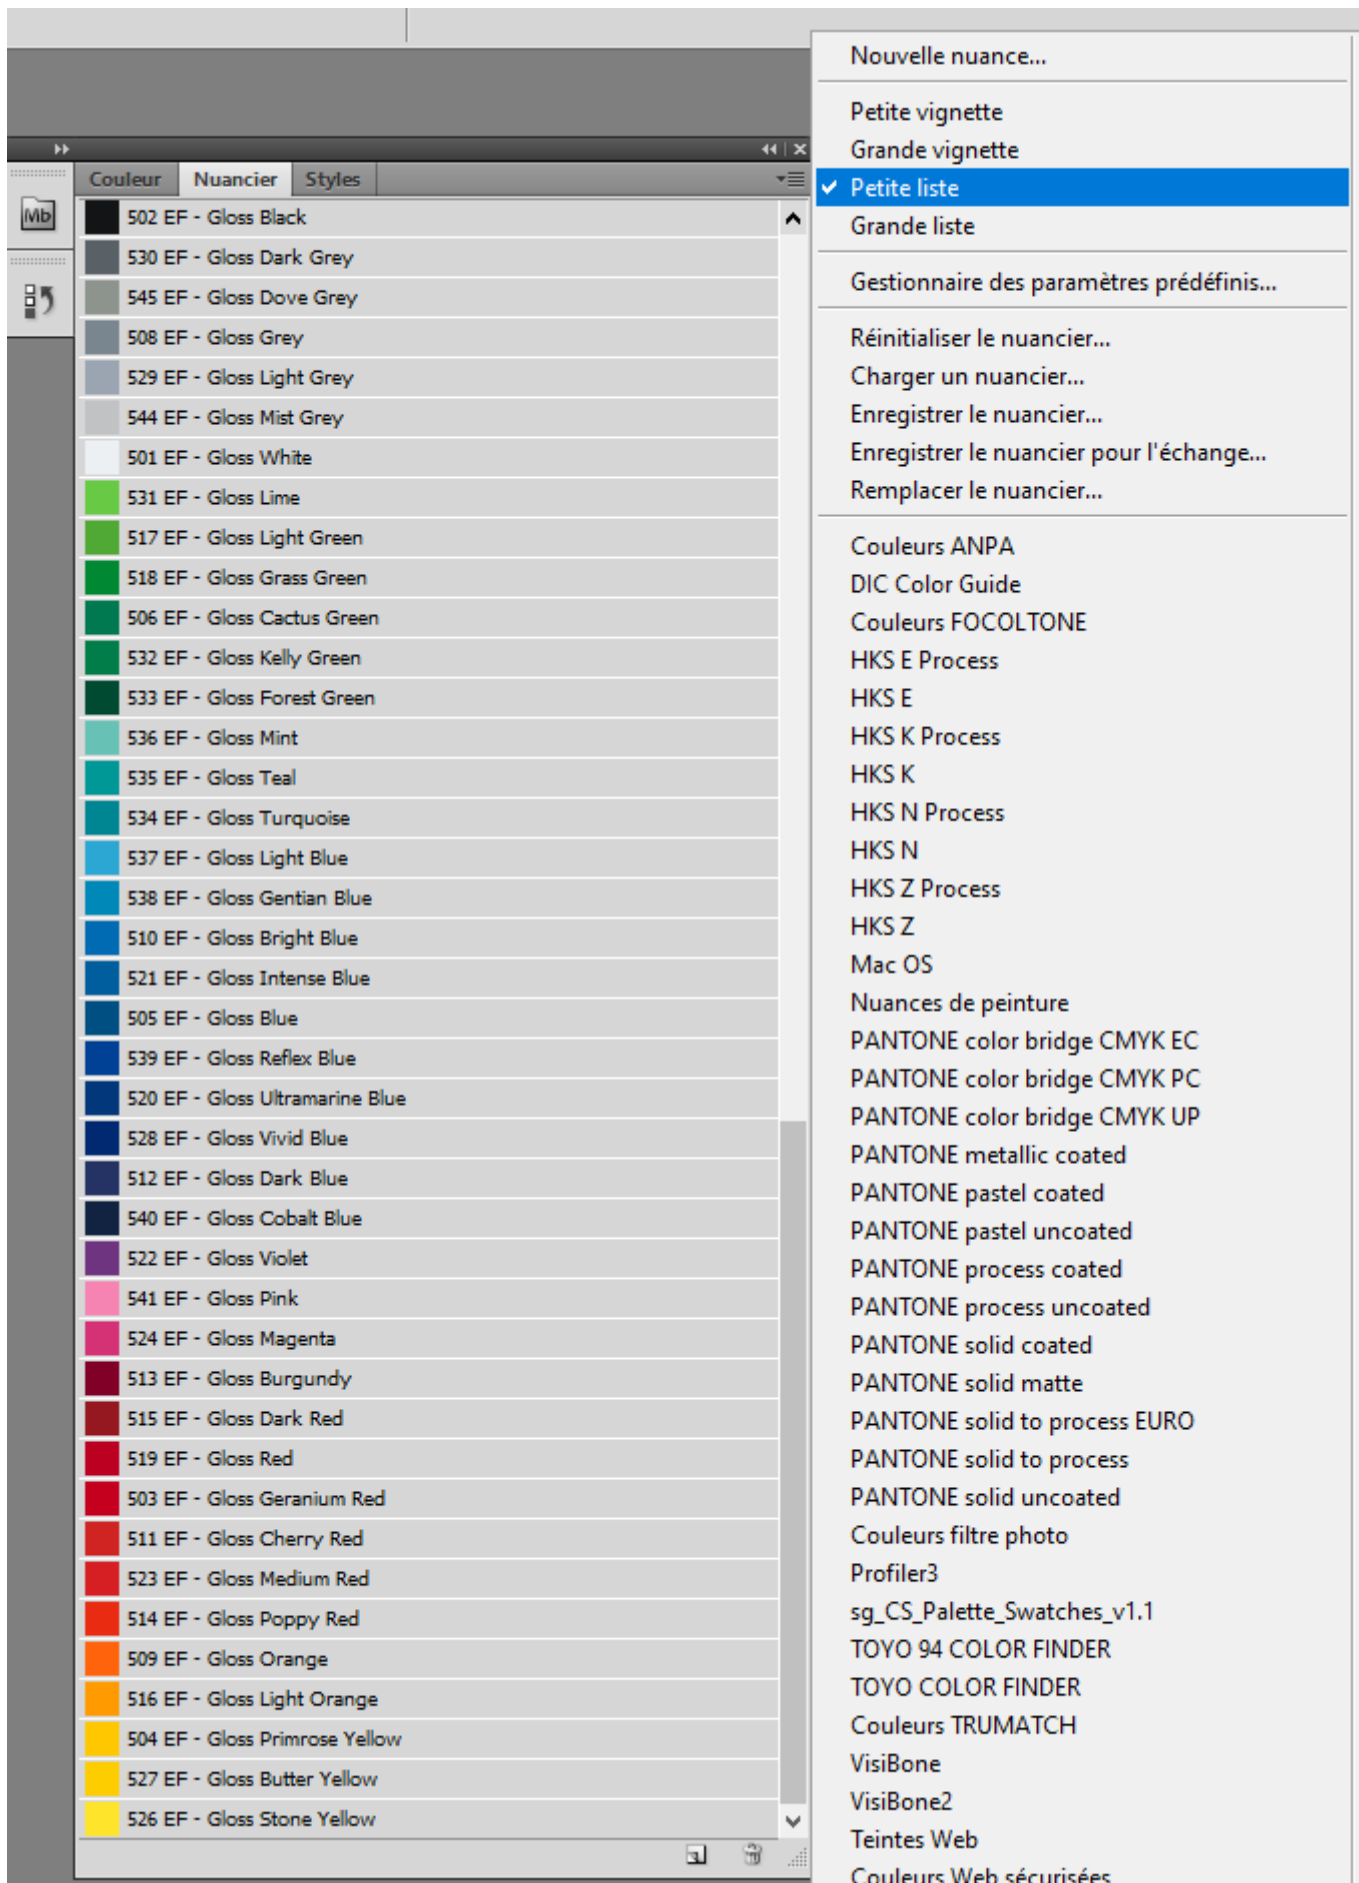 Mb
Couleur
Nuancier
Styles
502 EF - Gloss Black
530 EF - Gloss Dark Grey
545 EF - Gloss Dove Grey
508 EF - Gloss Grey
529 EF - Gloss Light Grey
544 EF - Gloss Mist Grey
501 EF - Gloss White
531 EF - Gloss Lime
517 EF - Gloss Light Green
518 EF - Gloss Grass Green
506 EF - Gloss Cactus Green
532 EF - Gloss Kelly Green
533 EF - Gloss Forest Green
536 EF - Gloss Mint
535 EF - Gloss Teal
534 EF - Gloss Turquoise
537 EF - Gloss Light Blue
538 EF - Gloss Gentian Blue
510 EF - Gloss Bright Blue
521 EF - Gloss Intense Blue
505 EF - Gloss Blue
539 EF - Gloss Reflex Blue
520 EF - Gloss Ultramarine Blue
528 EF - Gloss Vivid Blue
512 EF - Gloss Dark Blue
540 EF - Gloss Cobalt Blue
522 EF - Gloss Violet
541 EF - Gloss Pink
524 EF - Gloss Magenta
513 EF - Gloss Burgundy
515 EF - Gloss Dark Red
519 EF - Gloss Red
503 EF - Gloss Geranium Red
511 EF - Gloss Cherry Red
523 EF - Gloss Medium Red
514 EF - Gloss Poppy Red
509 EF - Gloss Orange
516 EF - Gloss Light Orange
504 EF - Gloss Primrose Yellow
527 EF - Gloss Butter Yellow
526 EF - Gloss Stone Yellow
Nouvelle nuance...
Petite vignette
Grande vignette
Petite liste
Grande liste
Gestionnaire des paramètres prédéfinis...
Réinitialiser le nuancier...
Charger un nuancier...
Enregistrer le nuancier...
Enregistrer le nuancier pour l'échange...
Remplacer le nuancier...
Couleurs ANPA
DIC Color Guide
Couleurs FOCOLTONE
HKS E Process
HKS E
HKS K Process
HKS K
HKS N Process
HKS N
HKS Z Process
HKS Z
Mac OS
Nuances de peinture
PANTONE color bridge CMYK EC
PANTONE color bridge CMYK PC
PANTONE color bridge CMYK UP
PANTONE metallic coated
PANTONE pastel coated
PANTONE pastel uncoated
PANTONE process coated
PANTONE process uncoated
PANTONE solid coated
PANTONE solid matte
PANTONE solid to process EURO
PANTONE solid to process
PANTONE solid uncoated
Couleurs filtre photo
Profiler3
sg_CS_Palette_Swatches_v1.1
TOYO 94 COLOR FINDER
TOYO COLOR FINDER
Couleurs TRUMATCH
VisiBone
VisiBone2
Teintes Web
Couleurs Web sécurisées